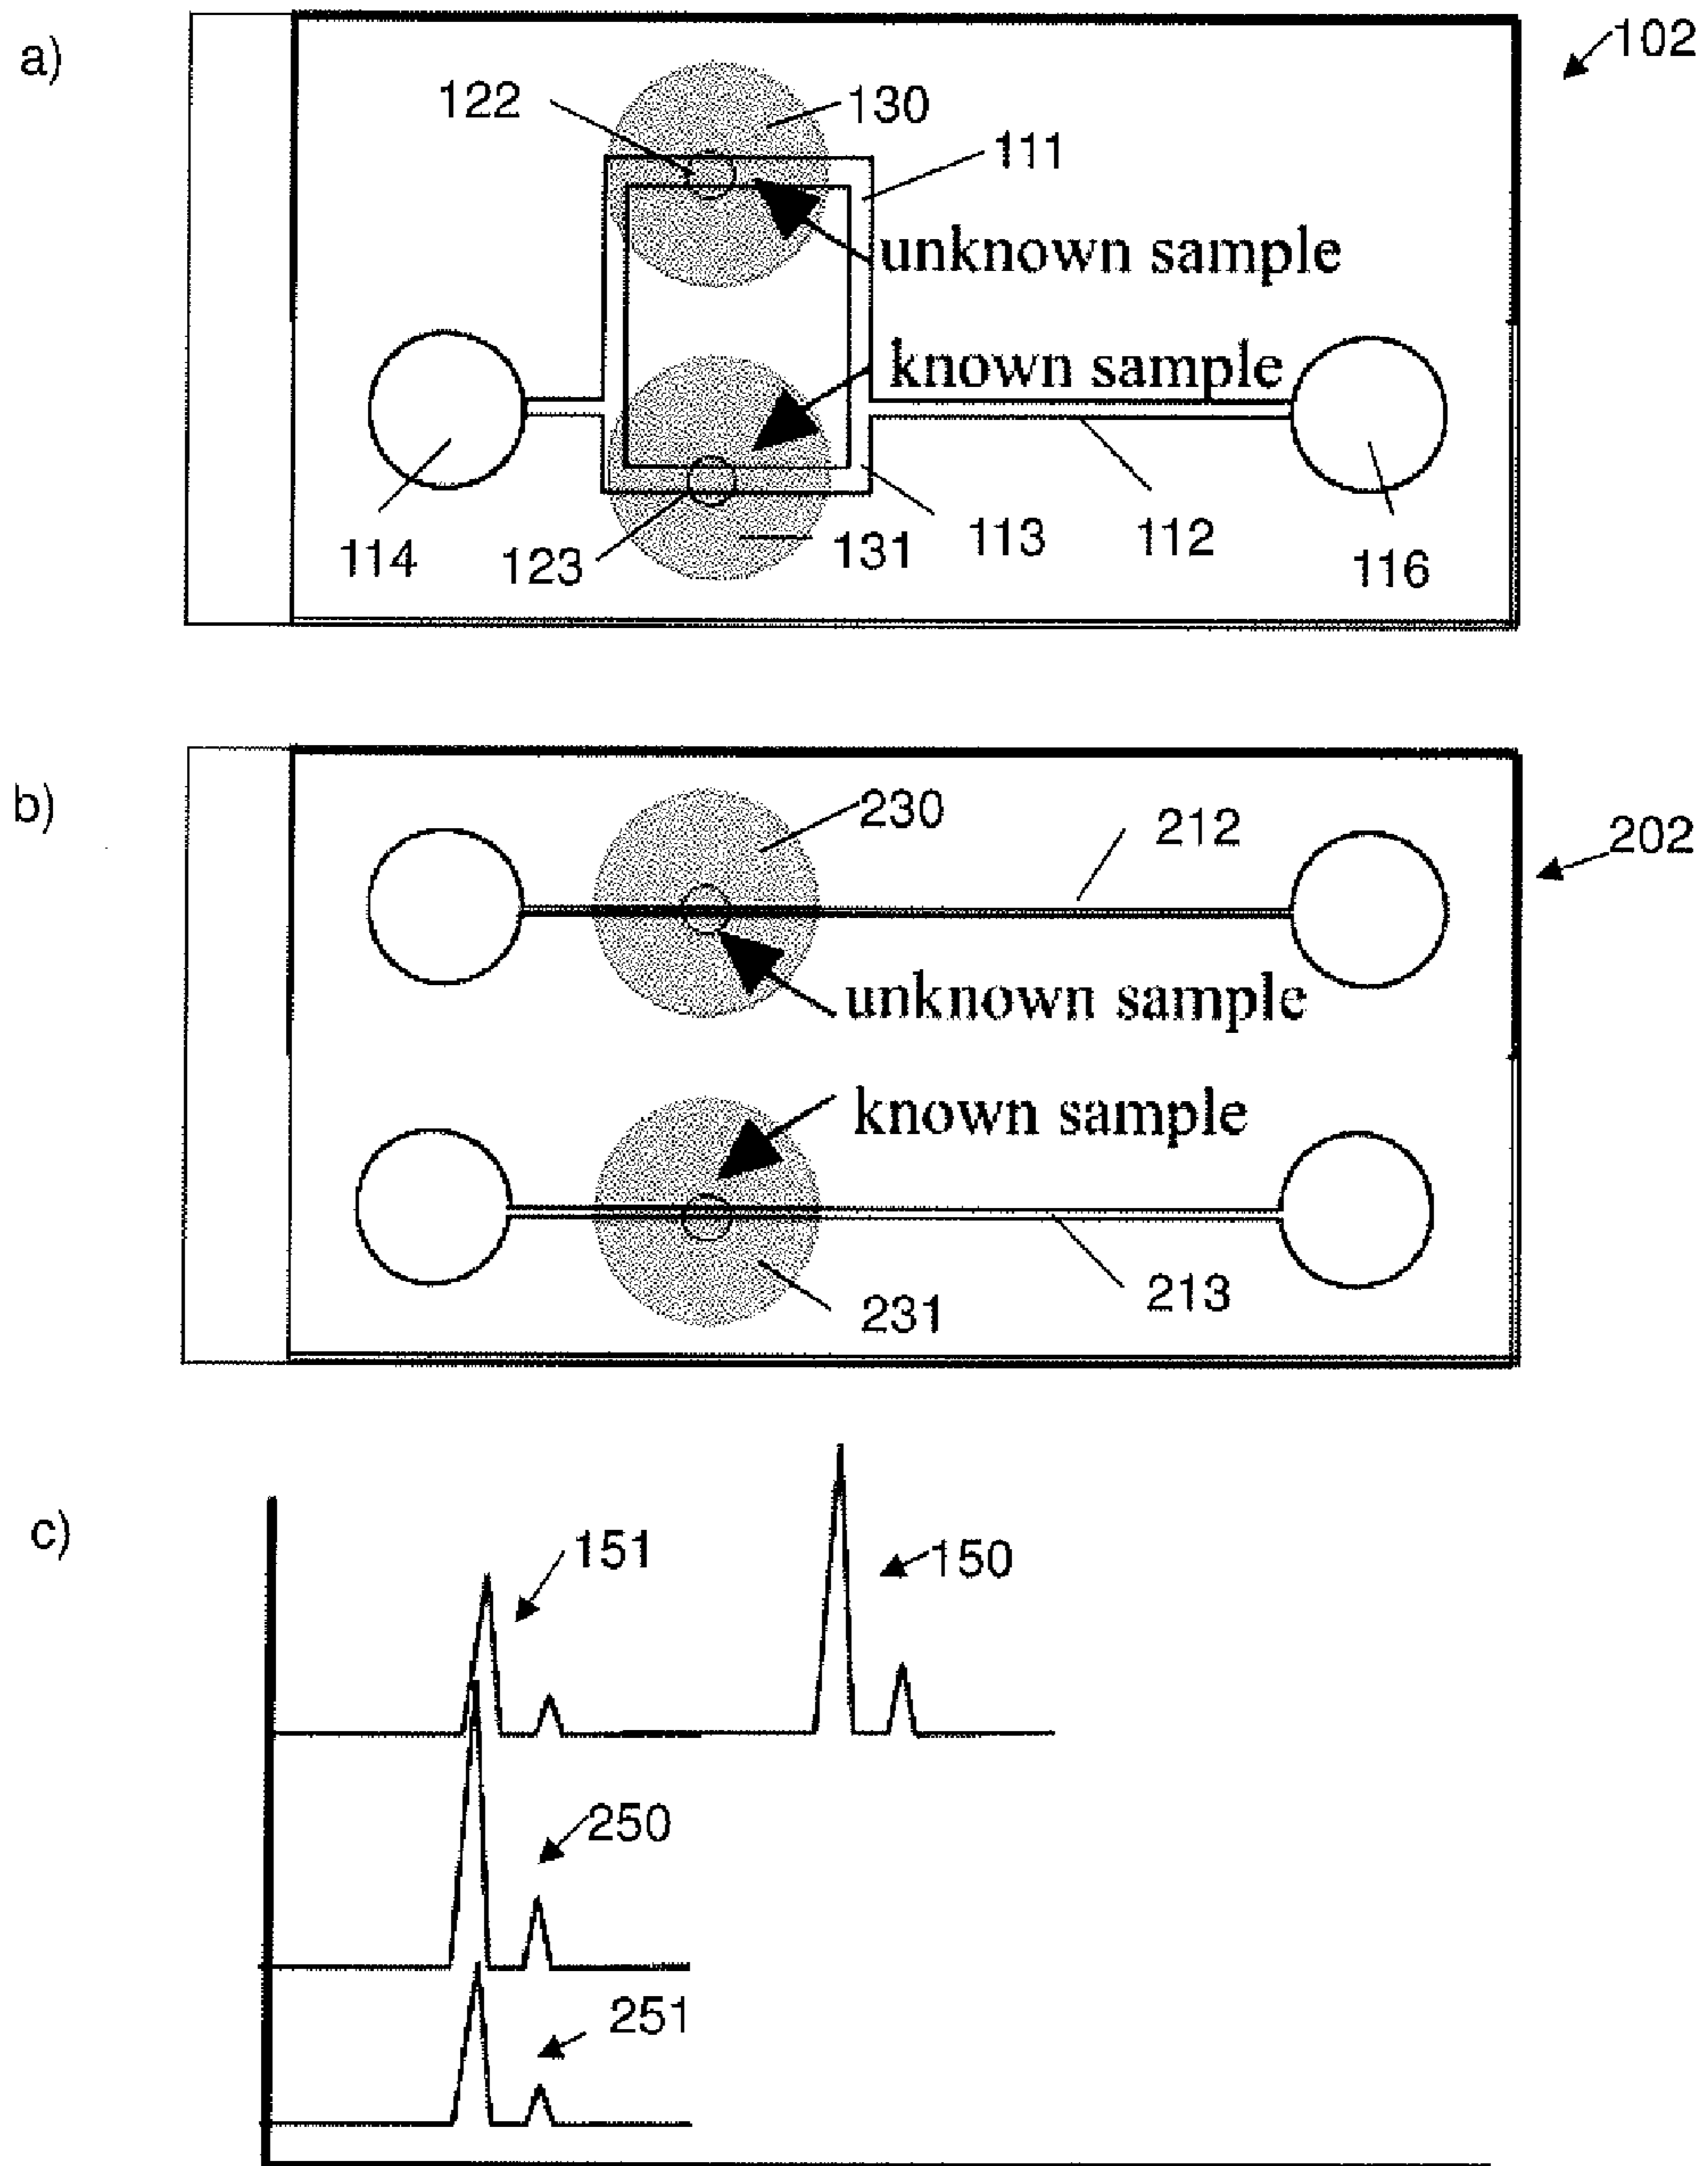 a)
102
122
130
111
unknown sample
known sample
114
123
131
113
112
116
b)
230
212
202
unknown sample
known sample
231
213
c)
151
150
250
251